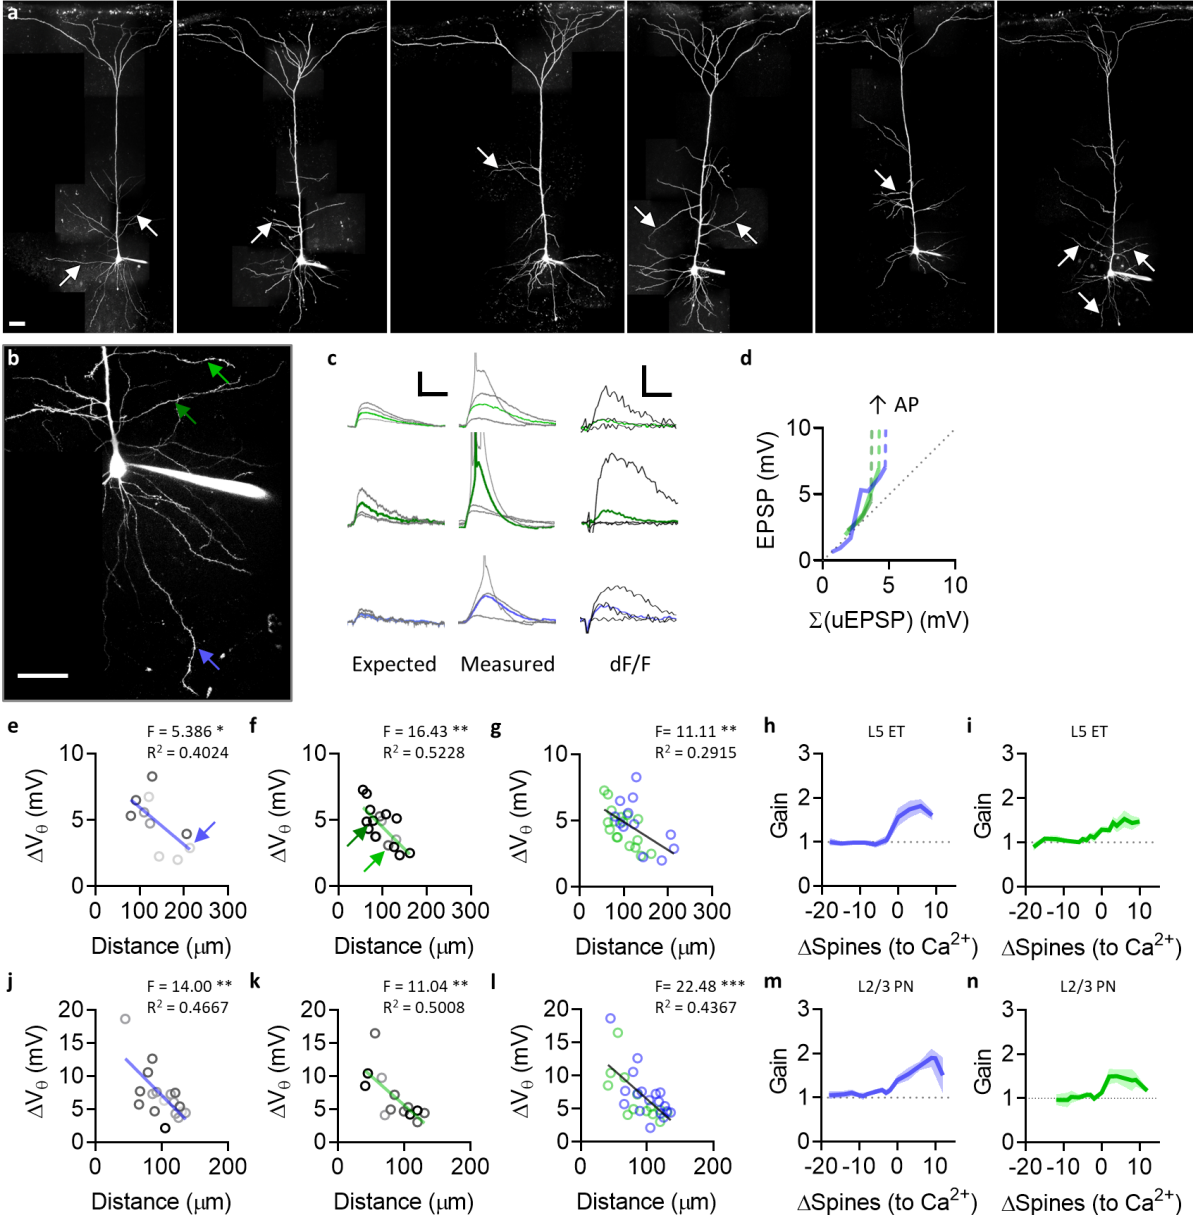 a
b
c
d
Expected
Measured
dF/F
↑ AP
10
5
0
EPSP (mV)
0
5
10
Σ(uEPSP) (mV)
e
F = 5.386 *
R² = 0.4024
10
5
0
ΔVθ (mV)
0 100 200 300
Distance (μm)
f
F = 16.43 **
R² = 0.5228
10
5
0
ΔVθ (mV)
0 100 200 300
Distance (μm)
g
F= 11.11 **
R² = 0.2915
10
5
0
ΔVθ (mV)
0 100 200 300
Distance (μm)
h
L5 ET
3
2
1
0
Gain
-20 -10 0 10
ΔSpines (to Ca²⁺)
i
L5 ET
3
2
1
0
Gain
-20 -10 0 10
ΔSpines (to Ca²⁺)
j
F = 14.00 **
R² = 0.4667
20
15
10
5
0
ΔVθ (mV)
0 100 200
Distance (μm)
k
F = 11.04 **
R² = 0.5008
20
15
10
5
0
ΔVθ (mV)
0 100 200
Distance (μm)
l
F= 22.48 ***
R² = 0.4367
20
15
10
5
0
ΔVθ (mV)
0 100 200
Distance (μm)
m
L2/3 PN
3
2
1
0
Gain
-20 -10 0 10
ΔSpines (to Ca²⁺)
n
L2/3 PN
3
2
1
0
Gain
-20 -10 0 10
ΔSpines (to Ca²⁺)